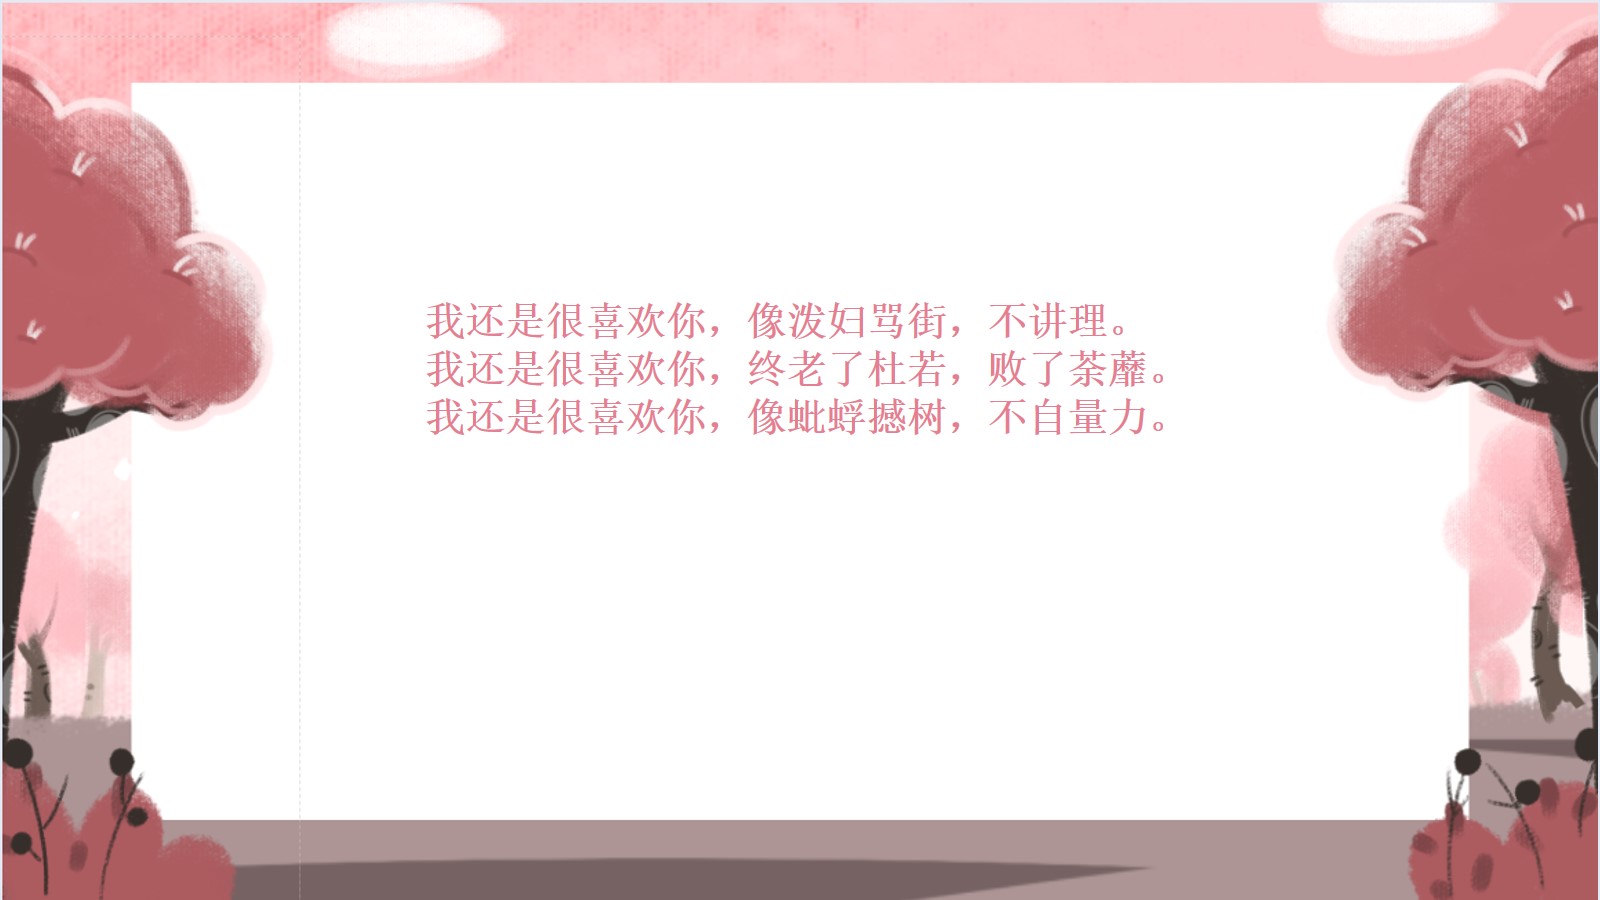 我还是很喜欢你，像泼妇骂街，不讲理。
我还是很喜欢你，终老了杜若，败了荼蘼。
我还是很喜欢你，像蚍蜉撼树，不自量力。